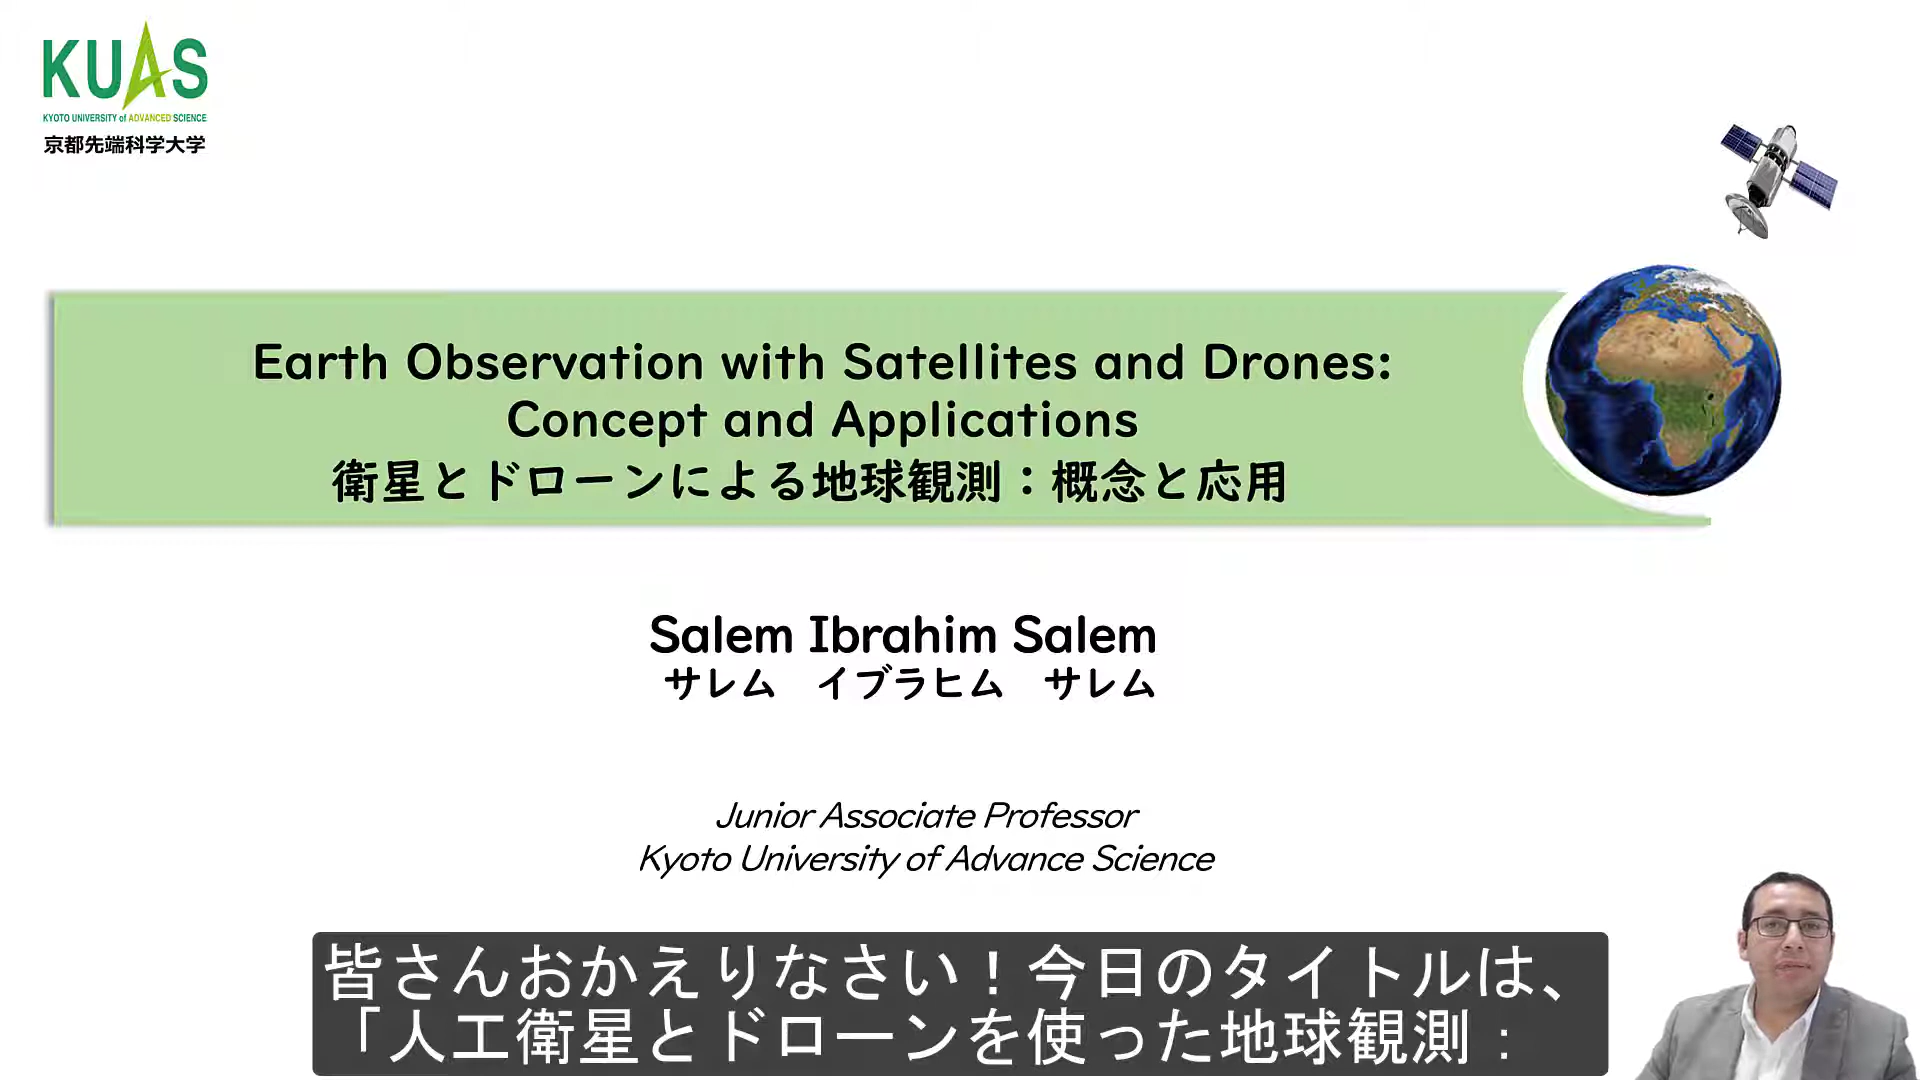 KUAS
KYOTO UNIVERSITY of ADVANCED SCIENCE
京都先端科学大学
Earth Observation with Satellites and Drones:
Concept and Applications
衛星とドローンによる地球観測：概念と応用
Salem Ibrahim Salem
サレム　イブラヒム　サレム
Junior Associate Professor
Kyoto University of Advance Science
皆さんおかえりなさい！今日のタイトルは、
「人工衛星とドローンを使った地球観測：